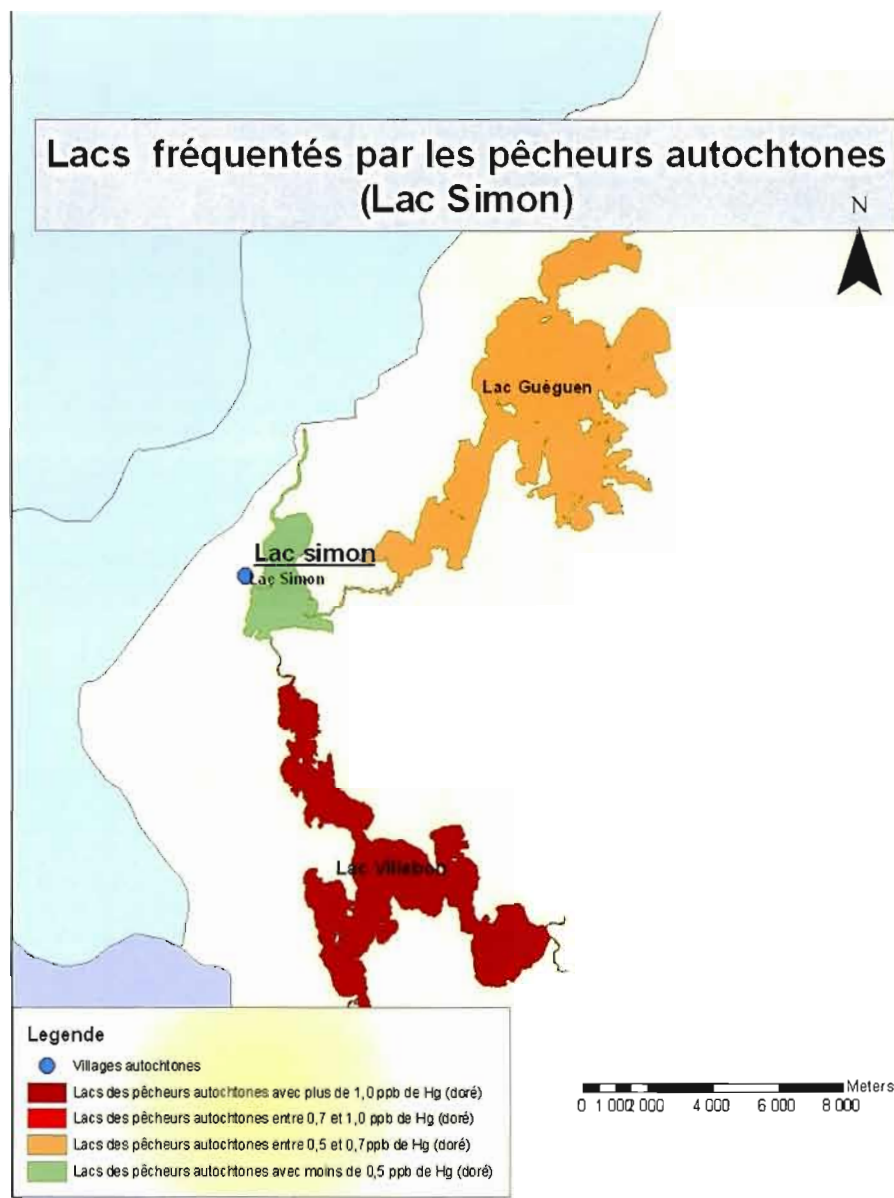 Lacs fréquentés par les pêcheurs autochtones
(Lac Simon)
N
Lac Guéguen
Lac simon
Lac Simon
Lac Villebon
Legende
Villages autochtones
Lacs des pêcheurs autochtones avec plus de 1,0 ppb de Hg (doré)
Lacs des pêcheurs autochtones entre 0,7 et 1,0 ppb de Hg (doré)
Lacs des pêcheurs autochtones entre 0,5 et 0,7ppb de Hg (doré)
Lacs des pêcheurs autochtones avec moins de 0,5 ppb de Hg (doré)
Meters
0 1 000 2 000 4 000 6 000 8 000